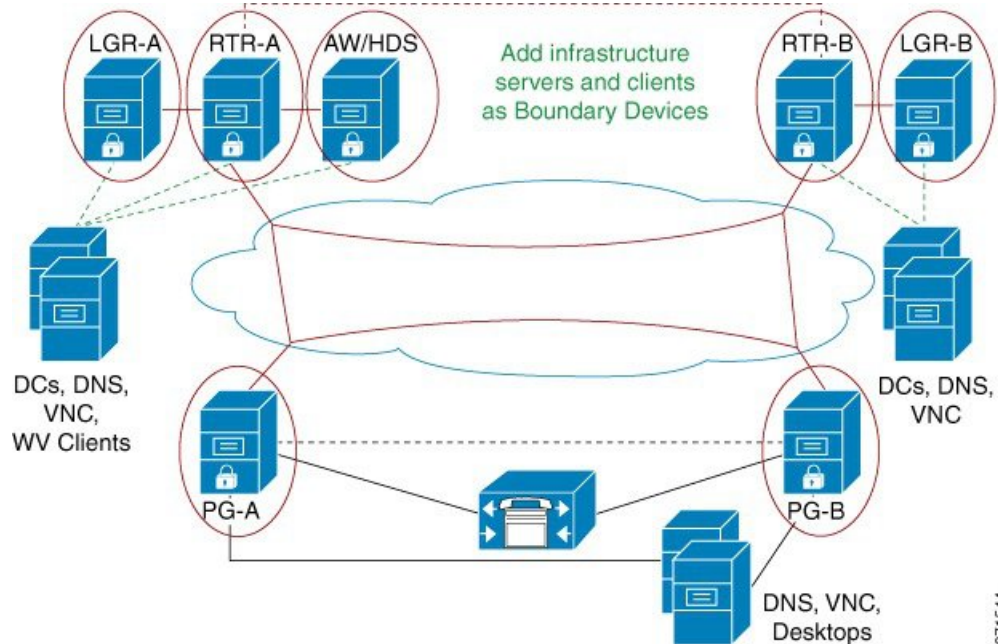 LGR-A
RTR-A
AW/HDS
Add infrastructure
servers and clients
as Boundary Devices
RTR-B
LGR-B
DCs, DNS,
VNC,
WV Clients
DCs, DNS,
VNC
PG-A
PG-B
DNS, VNC,
Desktops